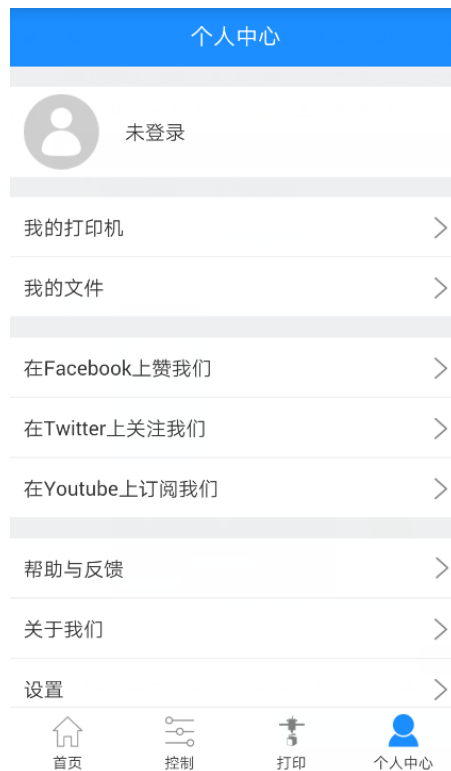 个人中心
未登录
我的打印机
我的文件
在Facebook上赞我们
在Twitter上关注我们
在Youtube上订阅我们
帮助与反馈
关于我们
设置
首页 控制 打印 个人中心